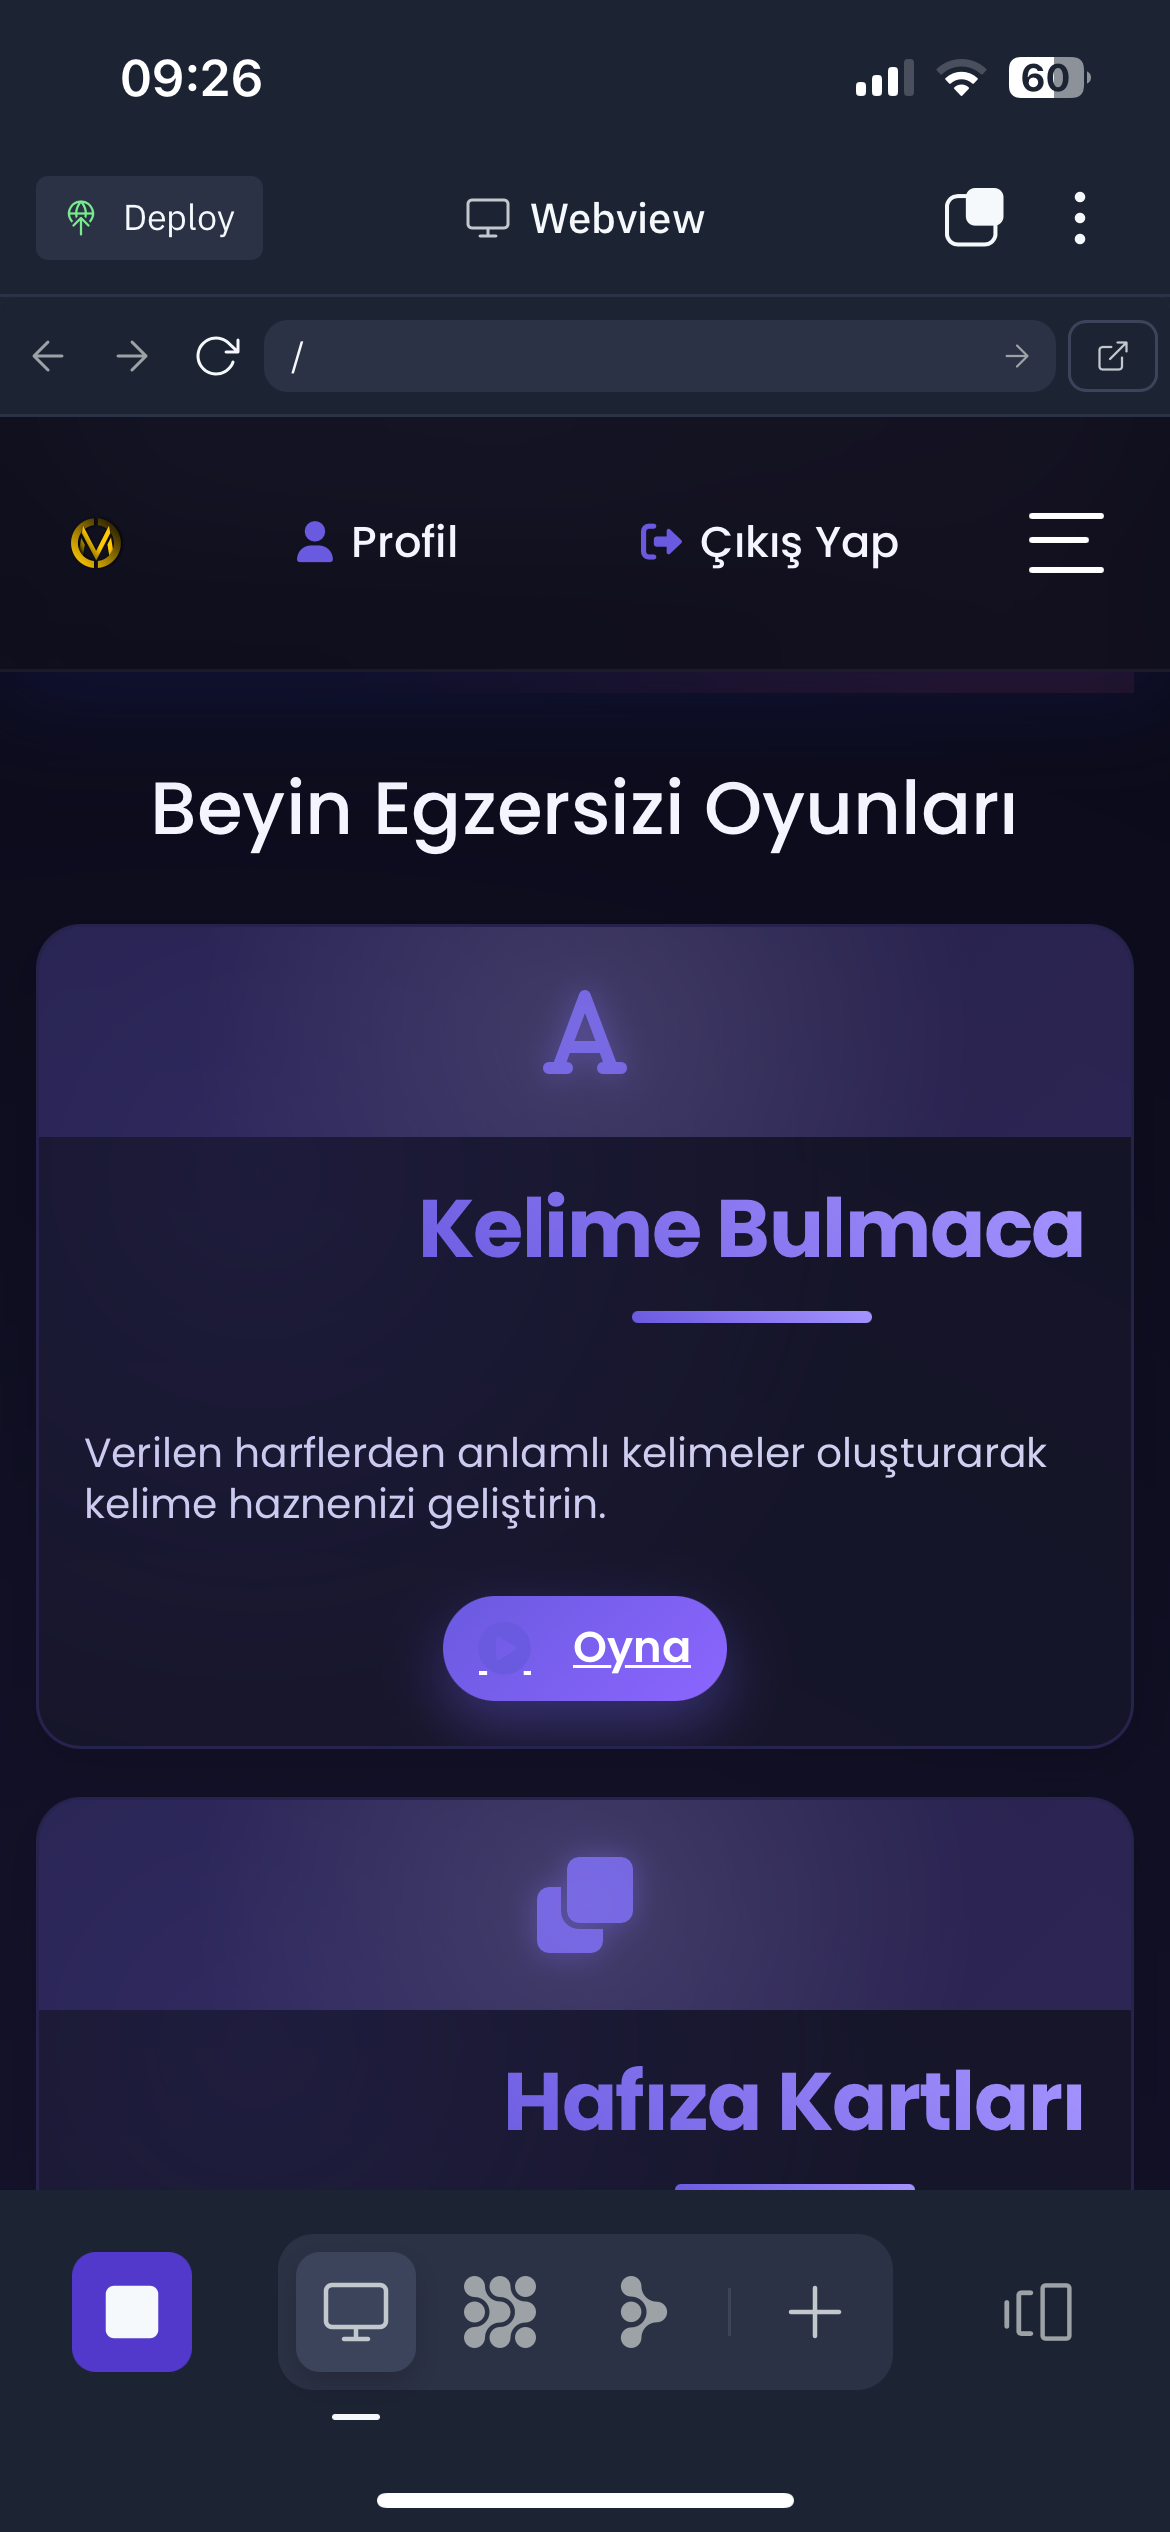 09:26
60
Deploy
Webview
/
Profil
Çıkış Yap
Beyin Egzersizi Oyunları
Kelime Bulmaca
Verilen harflerden anlamlı kelimeler oluşturarak
kelime haznenizi geliştirin.
Oyna
Hafıza Kartları